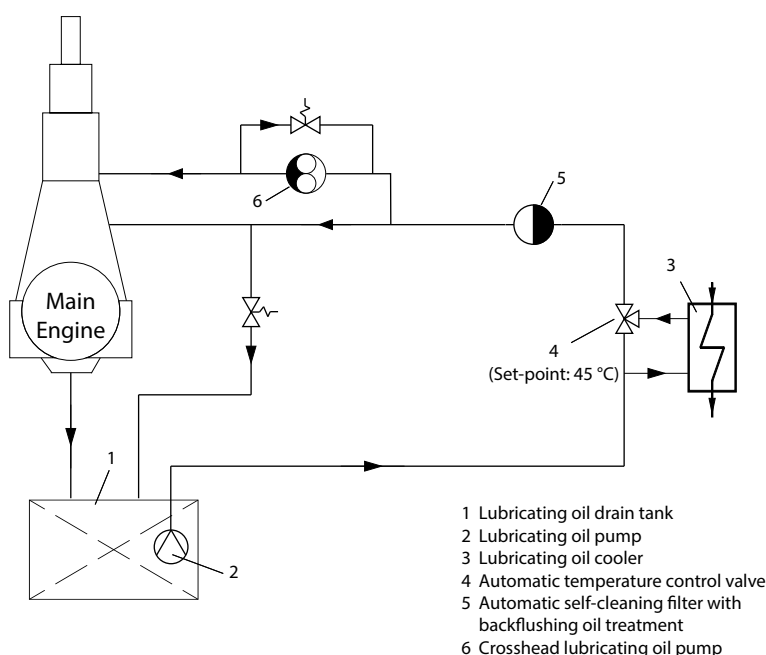 6
5
3
Main
Engine
4
(Set-point: 45 °C)
1
2
1 Lubricating oil drain tank
2 Lubricating oil pump
3 Lubricating oil cooler
4 Automatic temperature control valve
5 Automatic self-cleaning filter with
backflushing oil treatment
6 Crosshead lubricating oil pump